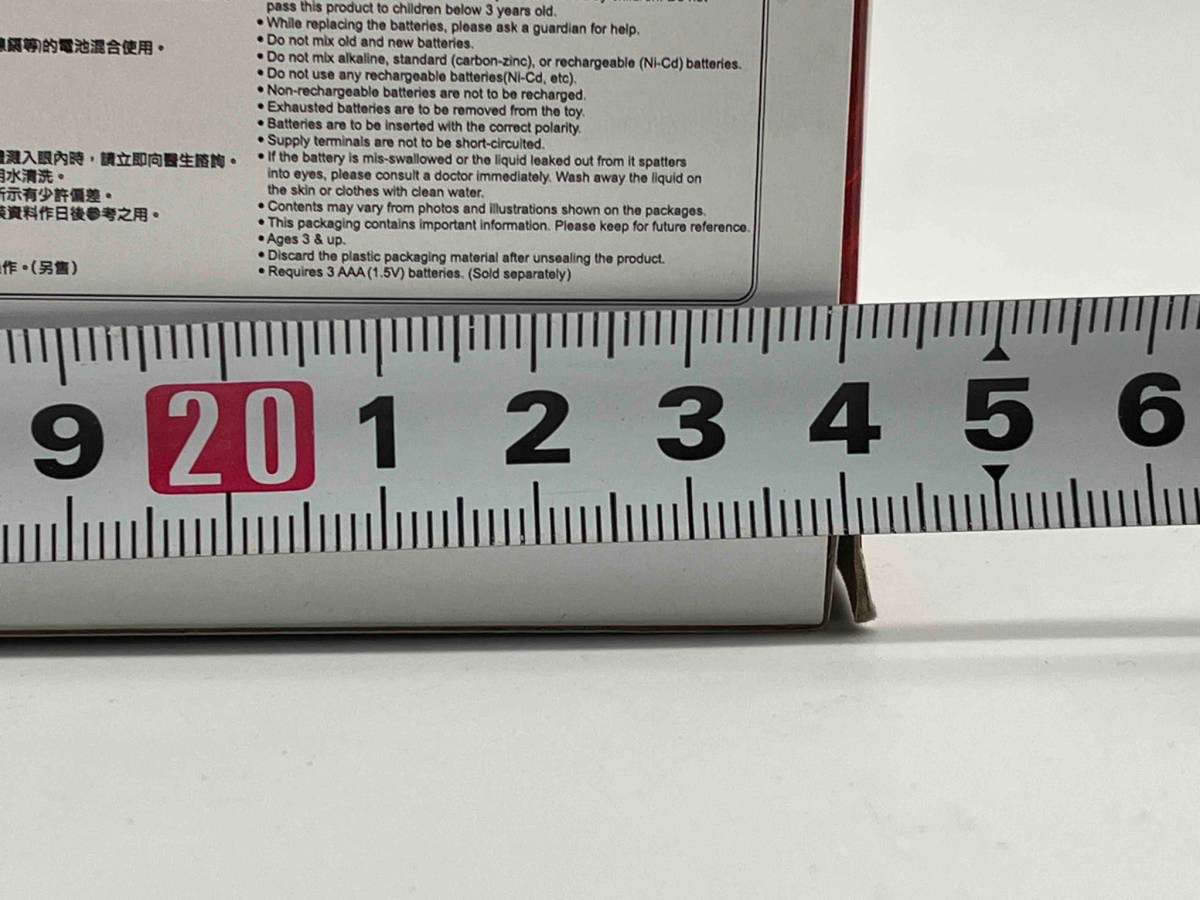 pass this product to children below 3 years old.
• While replacing the batteries, please ask a guardian for help.
• Do not mix old and new batteries.
• Do not mix alkaline, standard (carbon-zinc), or rechargeable (Ni-Cd) batteries.
• Do not use any rechargeable batteries(Ni-Cd, etc).
• Non-rechargeable batteries are not to be recharged.
• Exhausted batteries are to be removed from the toy.
• Batteries are to be inserted with the correct polarity.
• Supply terminals are not to be short-circuited.
• If the battery is mis-swallowed or the liquid leaked out from it spatters
into eyes, please consult a doctor immediately. Wash away the liquid on
the skin or clothes with clean water.
• Contents may vary from photos and illustrations shown on the packages.
• This packaging contains important information. Please keep for future reference.
• Ages 3 & up.
• Discard the plastic packaging material after unsealing the product.
• Requires 3 AAA (1.5V) batteries. (Sold separately)
鎘等)的電池混合使用。
濺入眼內時，請立即向醫生諮詢。
用水清洗。
所示有少許偏差。
裝資料作日後參考之用。
作。(另售)
9 20 1 2 3 4 5 6